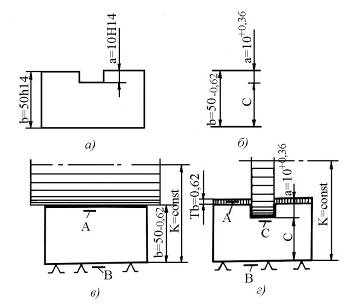 a=10H14
b=50h14
а)
a=10+0,36
b=50-0,62
C
б)
A
B
b=50-0,62
K=const
в)
Tb=0,62
A
a=10+0,36
C
C
B
K=const
г)